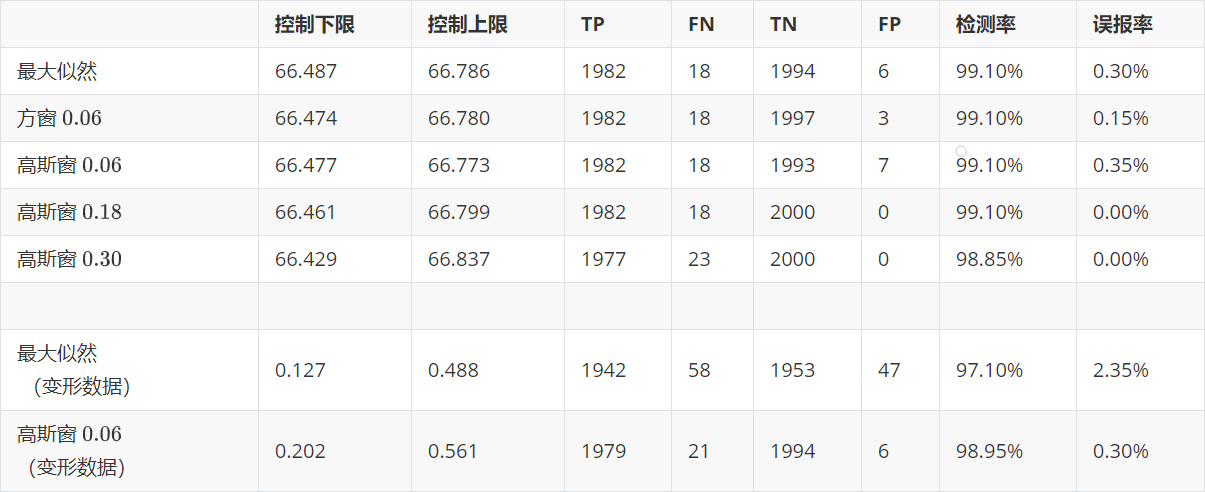 控制下限 控制上限 TP FN TN FP 检测率 误报率
最大似然 66.487 66.786 1982 18 1994 6 99.10% 0.30%
方窗 0.06 66.474 66.780 1982 18 1997 3 99.10% 0.15%
高斯窗 0.06 66.477 66.773 1982 18 1993 7 99.10% 0.35%
高斯窗 0.18 66.461 66.799 1982 18 2000 0 99.10% 0.00%
高斯窗 0.30 66.429 66.837 1977 23 2000 0 98.85% 0.00%
最大似然
（变形数据） 0.127 0.488 1942 58 1953 47 97.10% 2.35%
高斯窗 0.06
（变形数据） 0.202 0.561 1979 21 1994 6 98.95% 0.30%